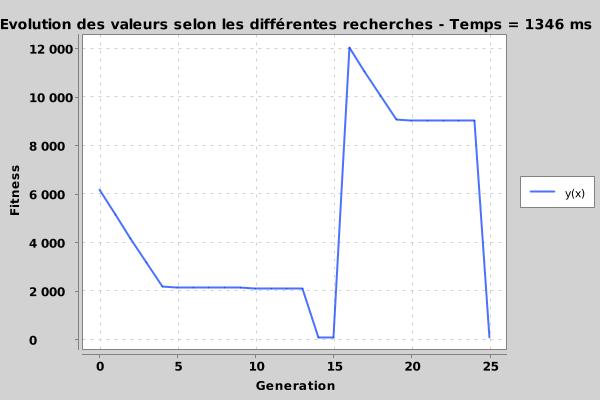 Evolution des valeurs selon les différentes recherches - Temps = 1346 ms
12 000
10 000
8 000
6 000
4 000
2 000
0
Fitness
0 5 10 15 20 25
Generation
y(x)